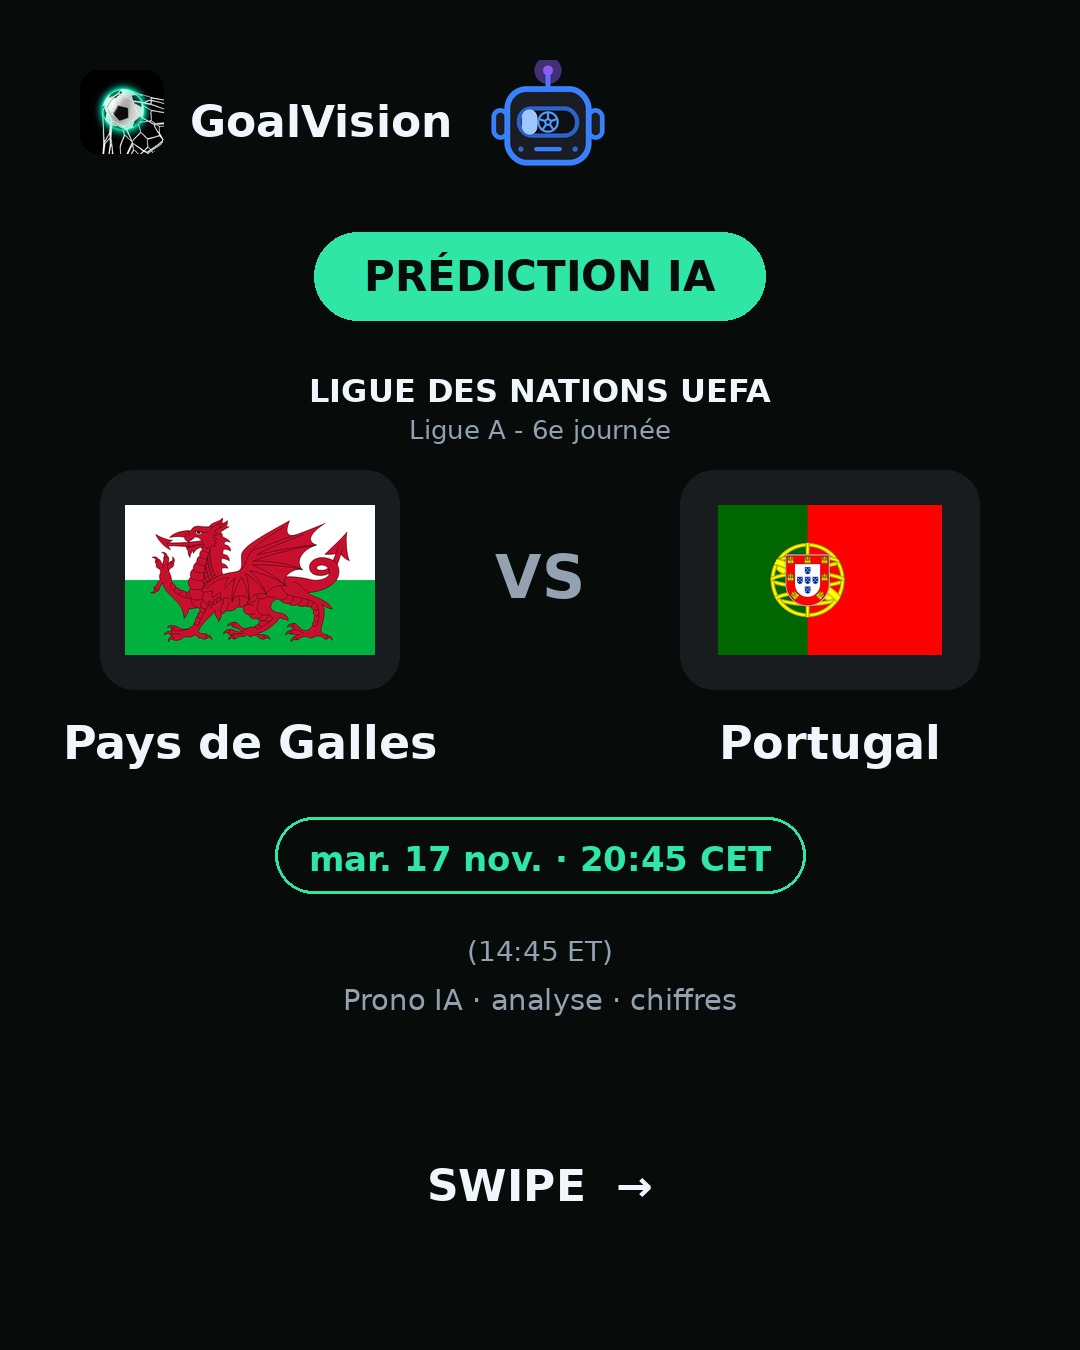 GoalVision
PRÉDICTION IA
LIGUE DES NATIONS UEFA
Ligue A - 6e journée
VS
Pays de Galles
Portugal
mar. 17 nov. · 20:45 CET
(14:45 ET)
Prono IA · analyse · chiffres
SWIPE →